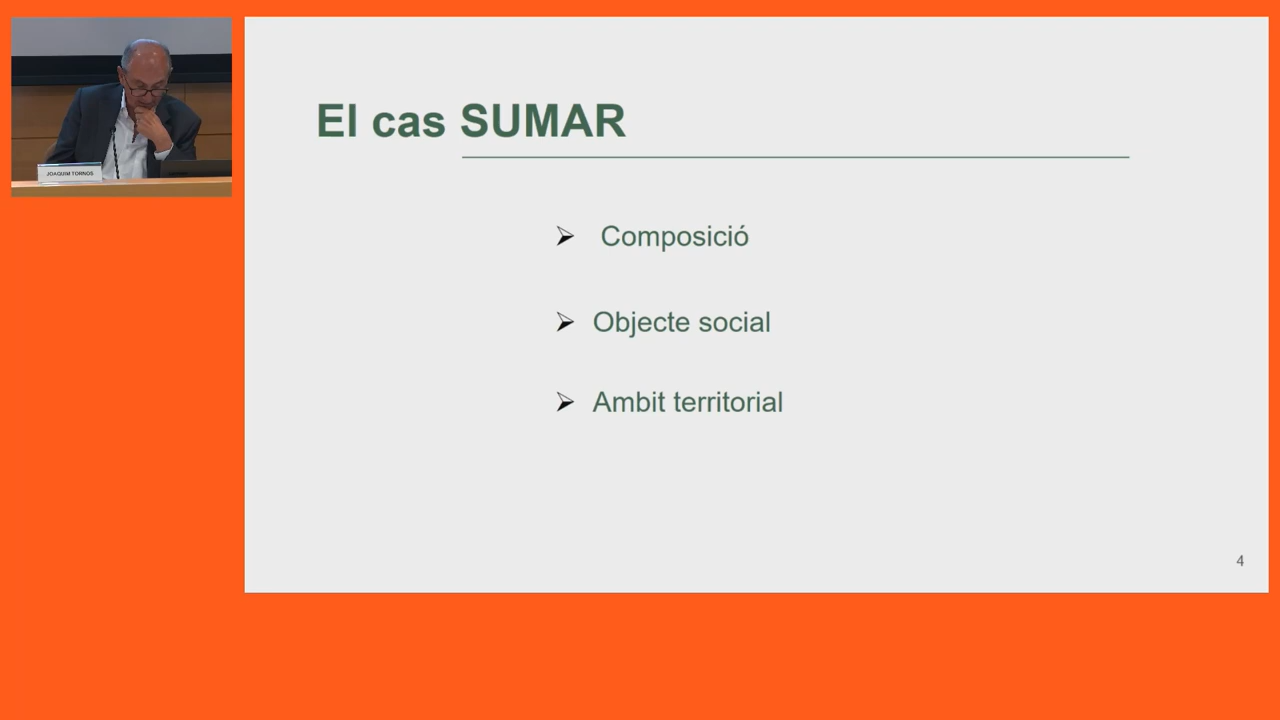 JOAQUIM TORNOS
El cas SUMAR
Composició
Objecte social
Ambit territorial
4